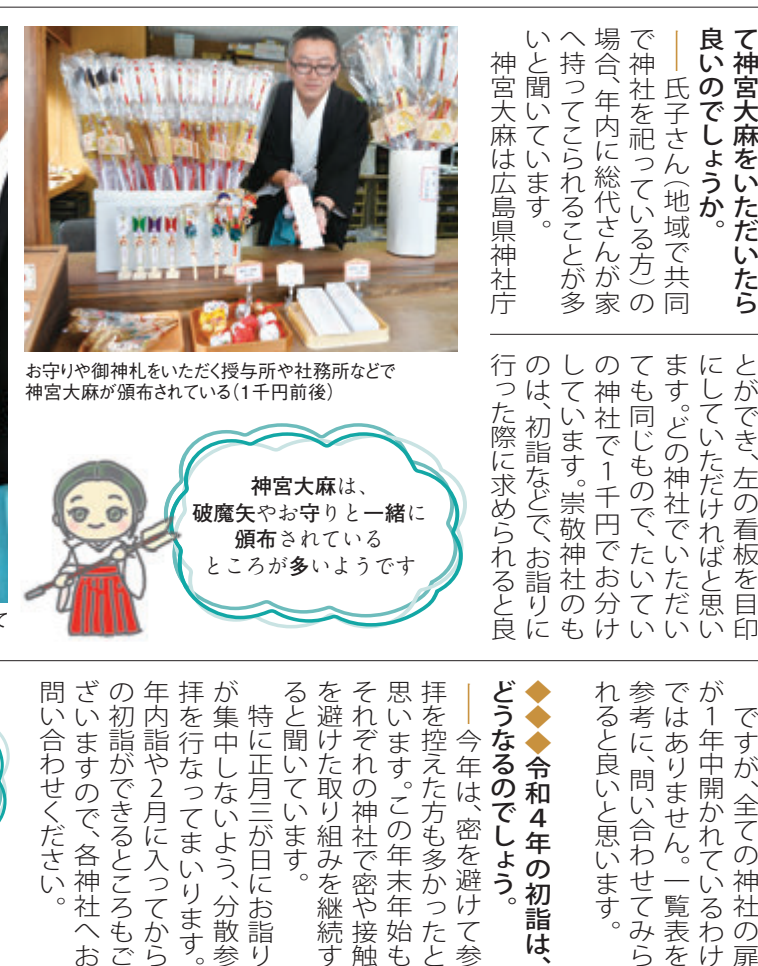 て神宮大麻をいただいたら
良いのでしょうか。
― 氏子さん（地域で共同
で神社を祀っている方）の
場合、年内に総代さんが家
へ持ってこられることが多
いと聞いています。
神宮大麻は広島県神社庁
とができ、左の看板を目印
にしていただければと思い
ます。どの神社でいただい
ても同じもので、たいてい
の神社で1千円でお分け
しています。崇敬神社のも
のは、初詣などで、お詣りに
行った際に求められると良
お守りや御神札をいただく授与所や社務所などで
神宮大麻が頒布されている（1千円前後）
神宮大麻は、
破魔矢やお守りと一緒に
頒布されている
ところが多いようです
て
ですが、全ての神社の扉
が1年中開かれているわけ
ではありません。一覧表を
参考に、問い合わせてみら
れると良いと思います。
◆◆◆令和4年の初詣は、
どうなるのでしょう。
― 今年は、密を避けて参
拝を控えた方も多かったと
思います。この年末年始も
それぞれの神社で密や接触
を避けた取り組みを継続す
ると聞いています。
特に正月三が日にお詣り
が集中しないよう、分散参
拝を行なってまいります。
年内詣や2月に入ってから
の初詣ができるところもご
ざいますので、各神社へお
問い合わせください。